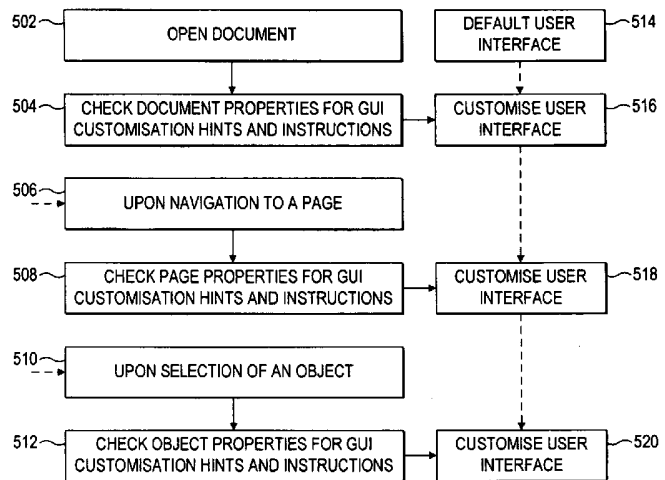 502
OPEN DOCUMENT
DEFAULT USER
INTERFACE
514
504
CHECK DOCUMENT PROPERTIES FOR GUI
CUSTOMISATION HINTS AND INSTRUCTIONS
CUSTOMISE USER
INTERFACE
516
506
UPON NAVIGATION TO A PAGE
508
CHECK PAGE PROPERTIES FOR GUI
CUSTOMISATION HINTS AND INSTRUCTIONS
CUSTOMISE USER
INTERFACE
518
510
UPON SELECTION OF AN OBJECT
512
CHECK OBJECT PROPERTIES FOR GUI
CUSTOMISATION HINTS AND INSTRUCTIONS
CUSTOMISE USER
INTERFACE
520